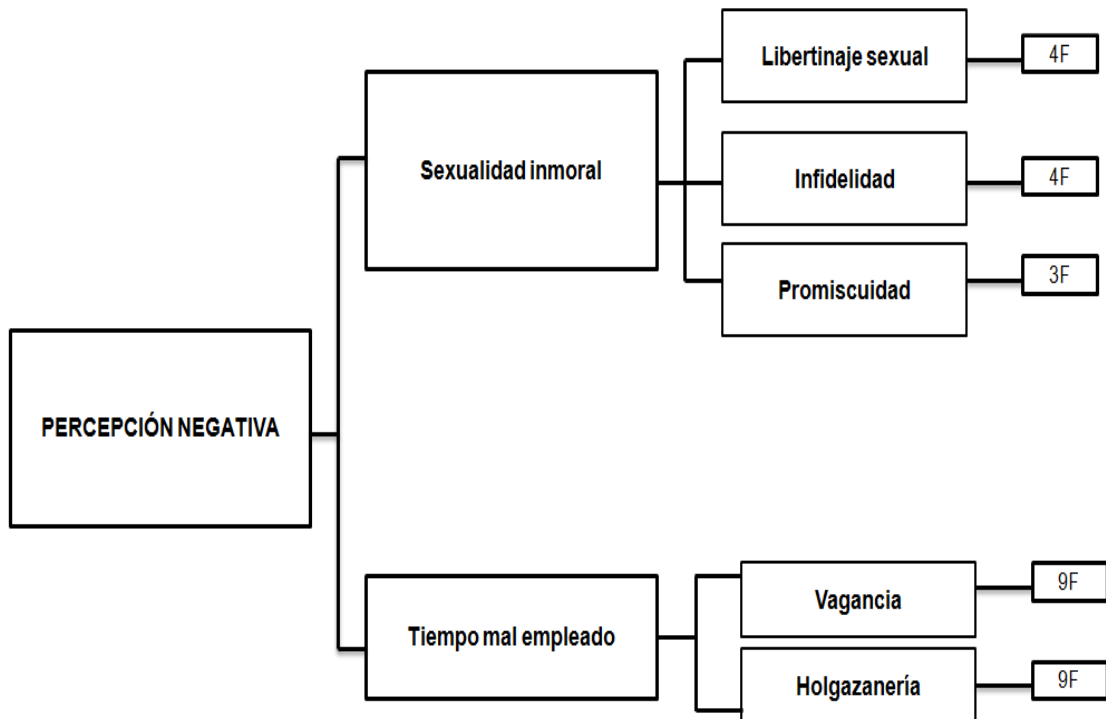 PERCEPCIÓN NEGATIVA
Sexualidad inmoral
Libertinaje sexual
4F
Infidelidad
4F
Promiscuidad
3F
Tiempo mal empleado
Vagancia
9F
Holgazanería
9F